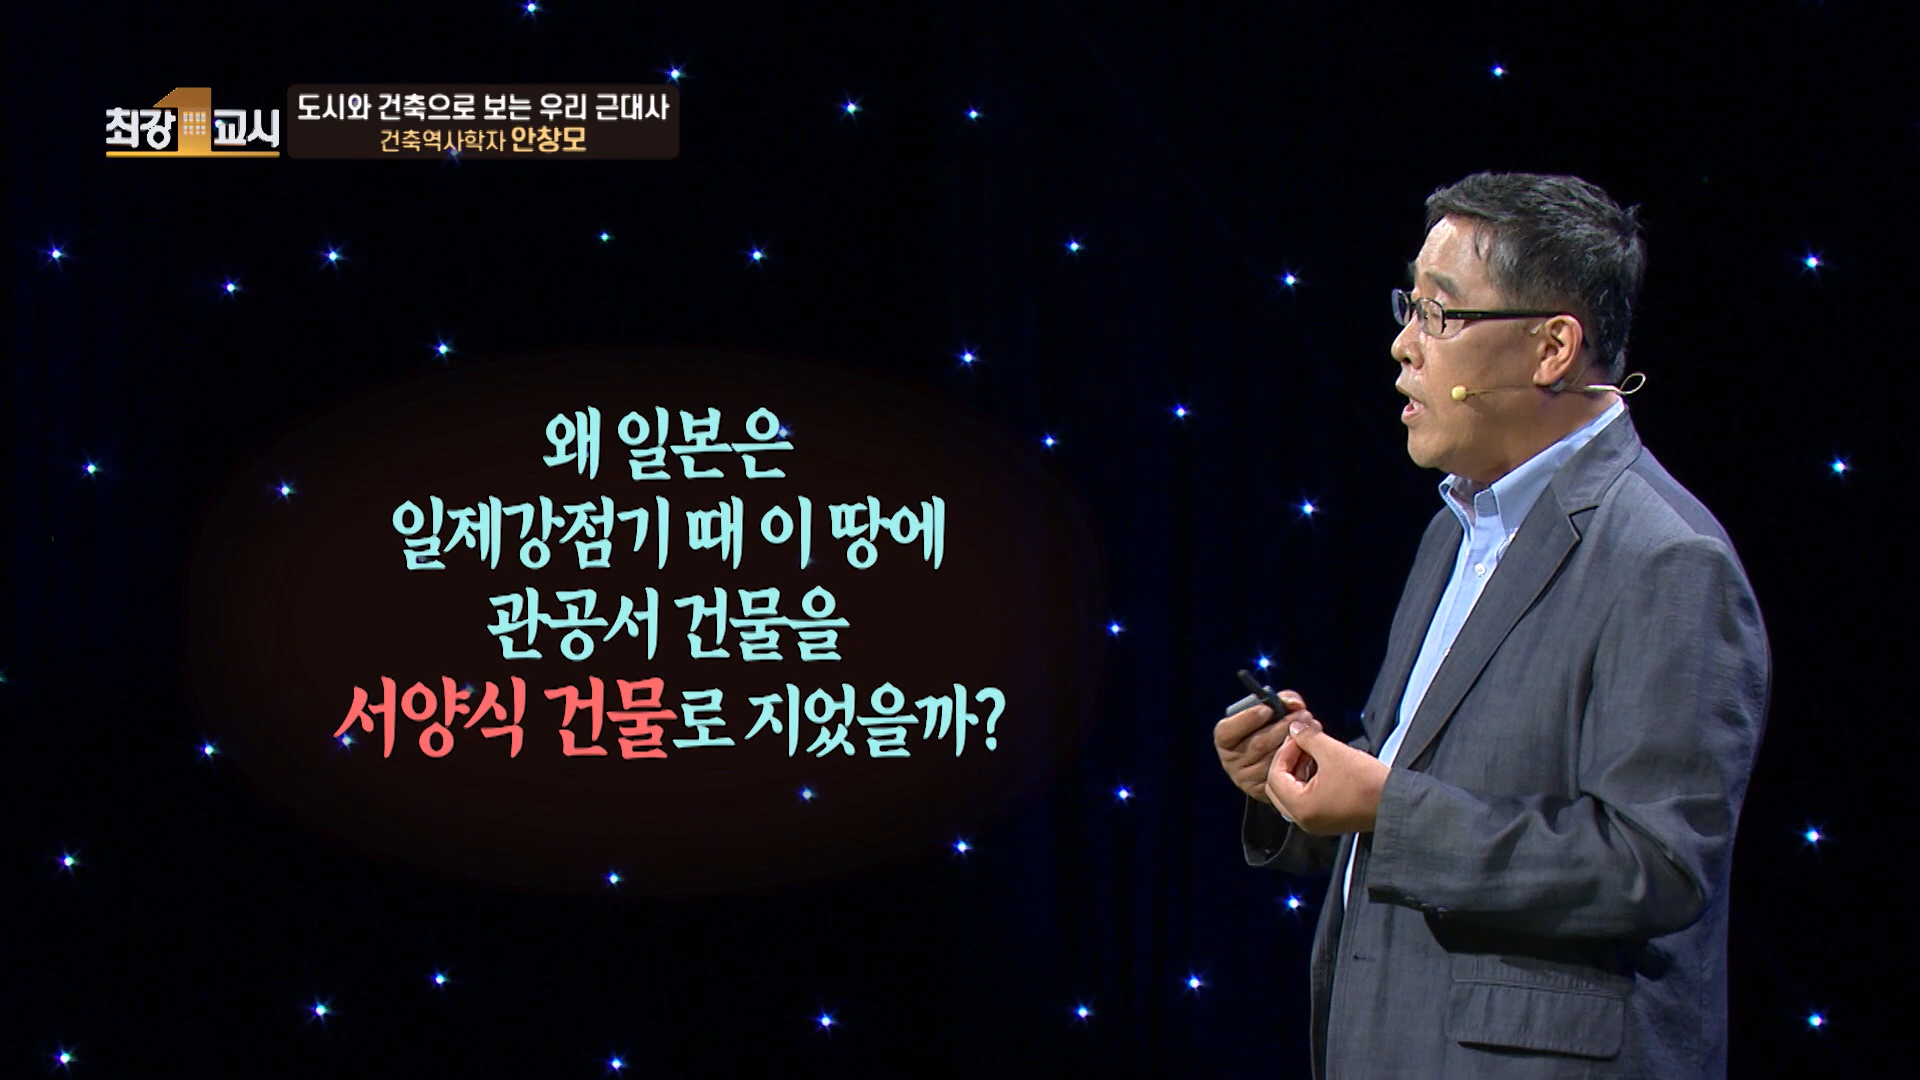 최강1교시
도시와 건축으로 보는 우리 근대사
건축역사학자 안창모
왜 일본은
일제강점기 때 이 땅에
관공서 건물을
서양식 건물로 지었을까?